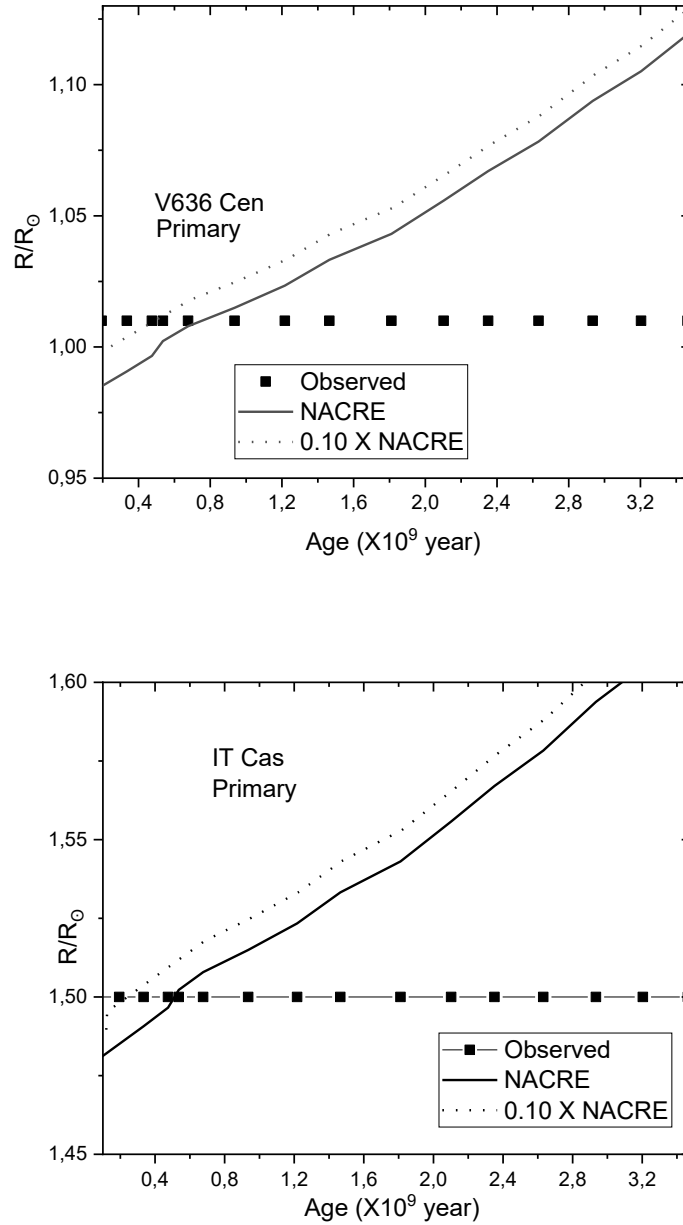 1,10
1,05
1,00
0,95
R/R⊙
V636 Cen
Primary
Observed
NACRE
0.10 X NACRE
0,4 0,8 1,2 1,6 2,0 2,4 2,8 3,2
Age (X10⁹ year)
1,60
1,55
1,50
1,45
R/R⊙
IT Cas
Primary
Observed
NACRE
0.10 X NACRE
0,4 0,8 1,2 1,6 2,0 2,4 2,8 3,2
Age (X10⁹ year)